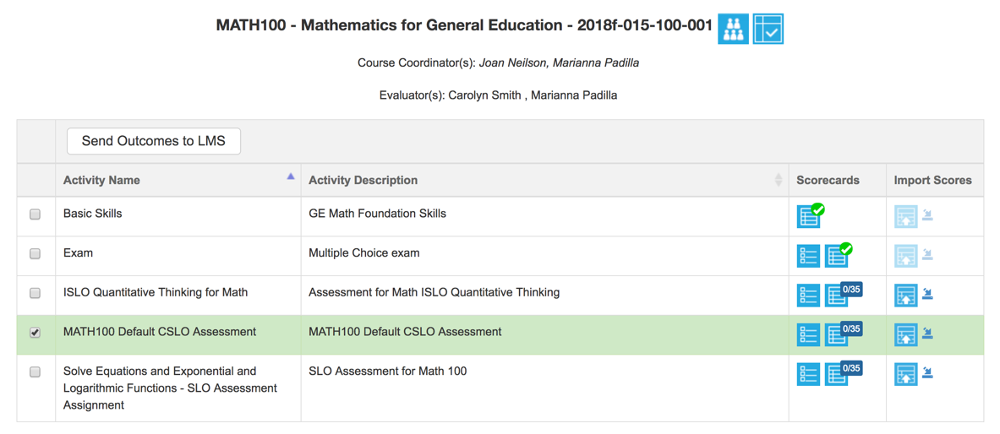 MATH100 - Mathematics for General Education - 2018f-015-100-001
Course Coordinator(s): Joan Neilson, Marianna Padilla
Evaluator(s): Carolyn Smith , Marianna Padilla
Send Outcomes to LMS
Activity Name Activity Description Scorecards Import Scores
Basic Skills GE Math Foundation Skills
Exam Multiple Choice exam
ISLO Quantitative Thinking for Math Assessment for Math ISLO Quantitative Thinking 0/35
MATH100 Default CSLO Assessment MATH100 Default CSLO Assessment 0/35
Solve Equations and Exponential and SLO Assessment for Math 100 0/35
Logarithmic Functions - SLO Assessment
Assignment